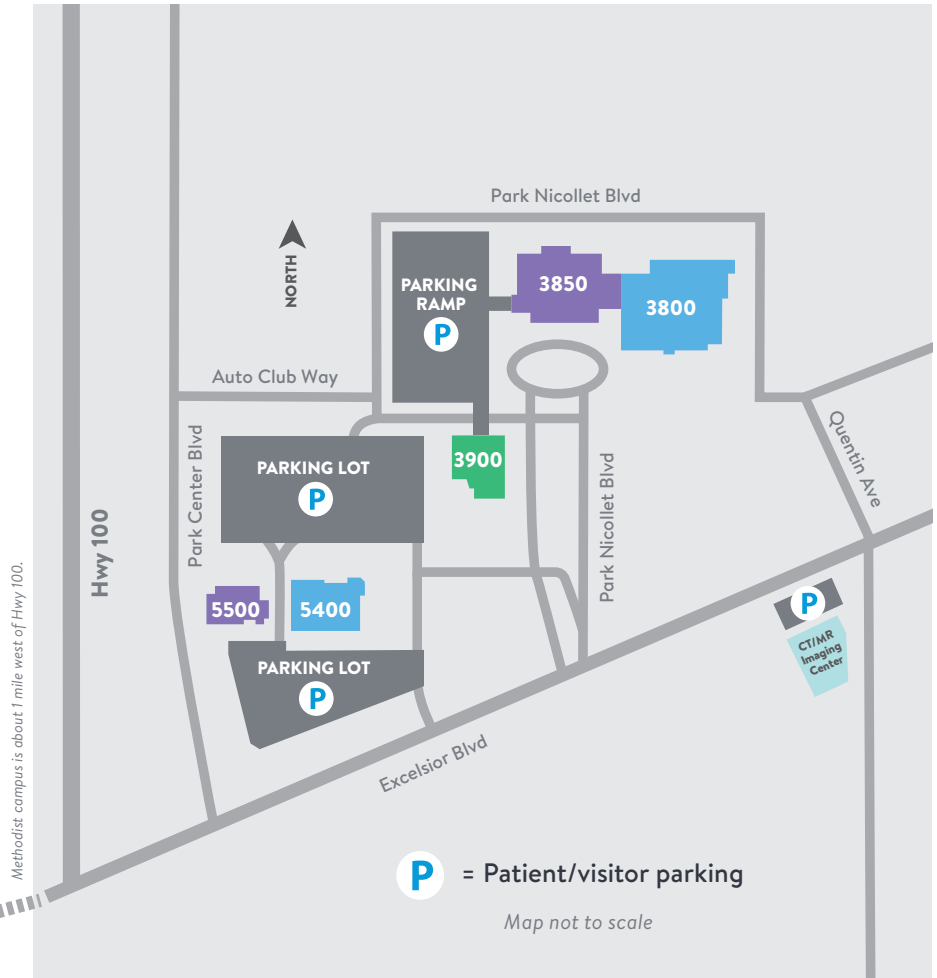 Park Nicollet Blvd
NORTH
PARKING
RAMP
P
3850
3800
Auto Club Way
Park Center Blvd
PARKING LOT
P
3900
Quentin Ave
Hwy 100
Park Nicollet Blvd
5500
5400
P
CT/MR
Imaging
Center
PARKING LOT
P
Excelsior Blvd
Methodist campus is about 1 mile west of Hwy 100.
P = Patient/visitor parking
Map not to scale